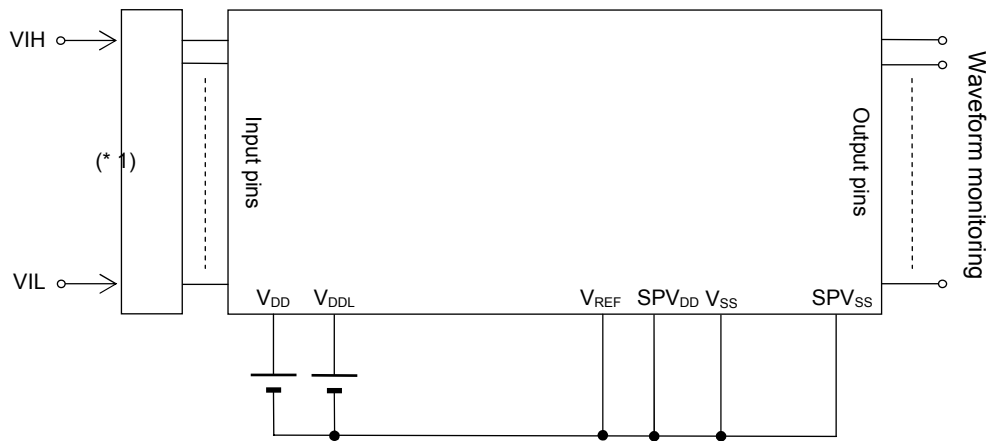 VIH
VIL
(* 1)
Input pins
Output pins
Waveform monitoring
VDD
VDDL
VREF
SPVDD
VSS
SPVSS